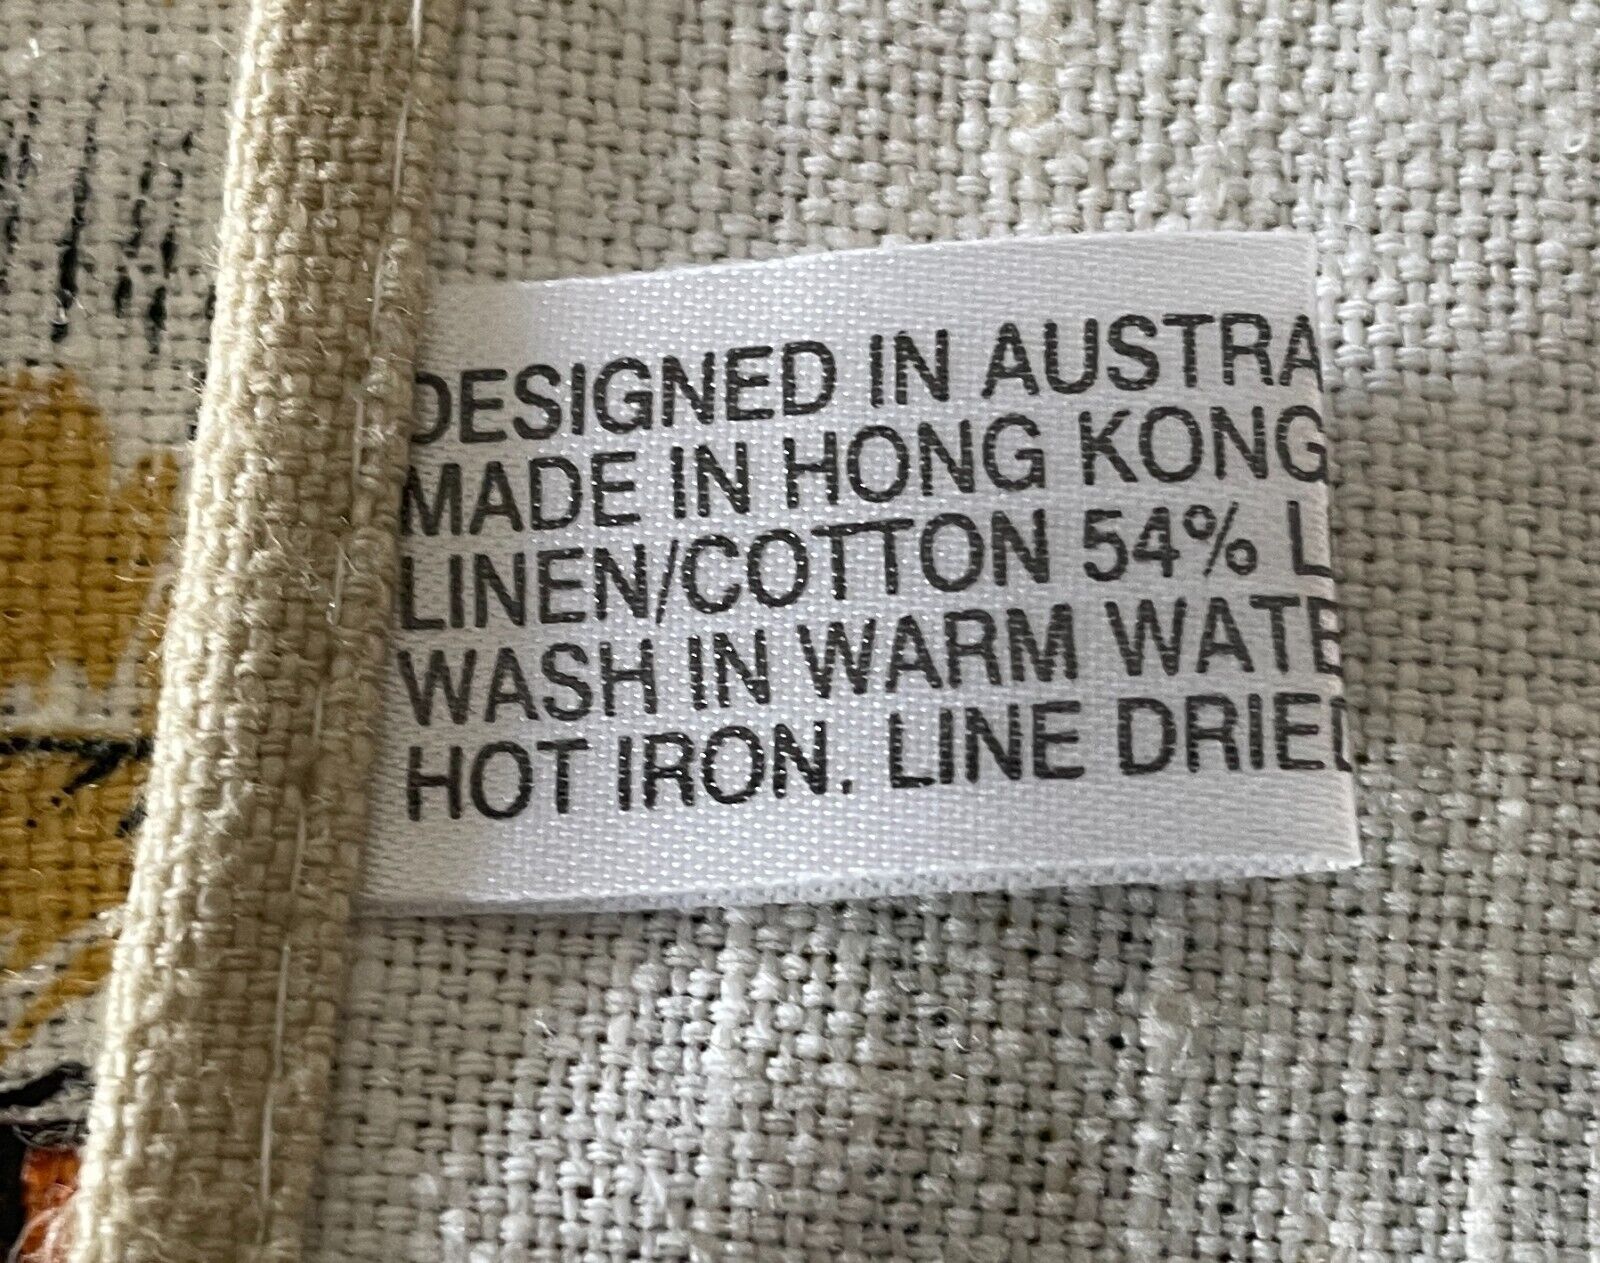 DESIGNED IN AUSTRA
MADE IN HONG KONG
LINEN/COTTON 54% L
WASH IN WARM WATE
HOT IRON. LINE DRIED